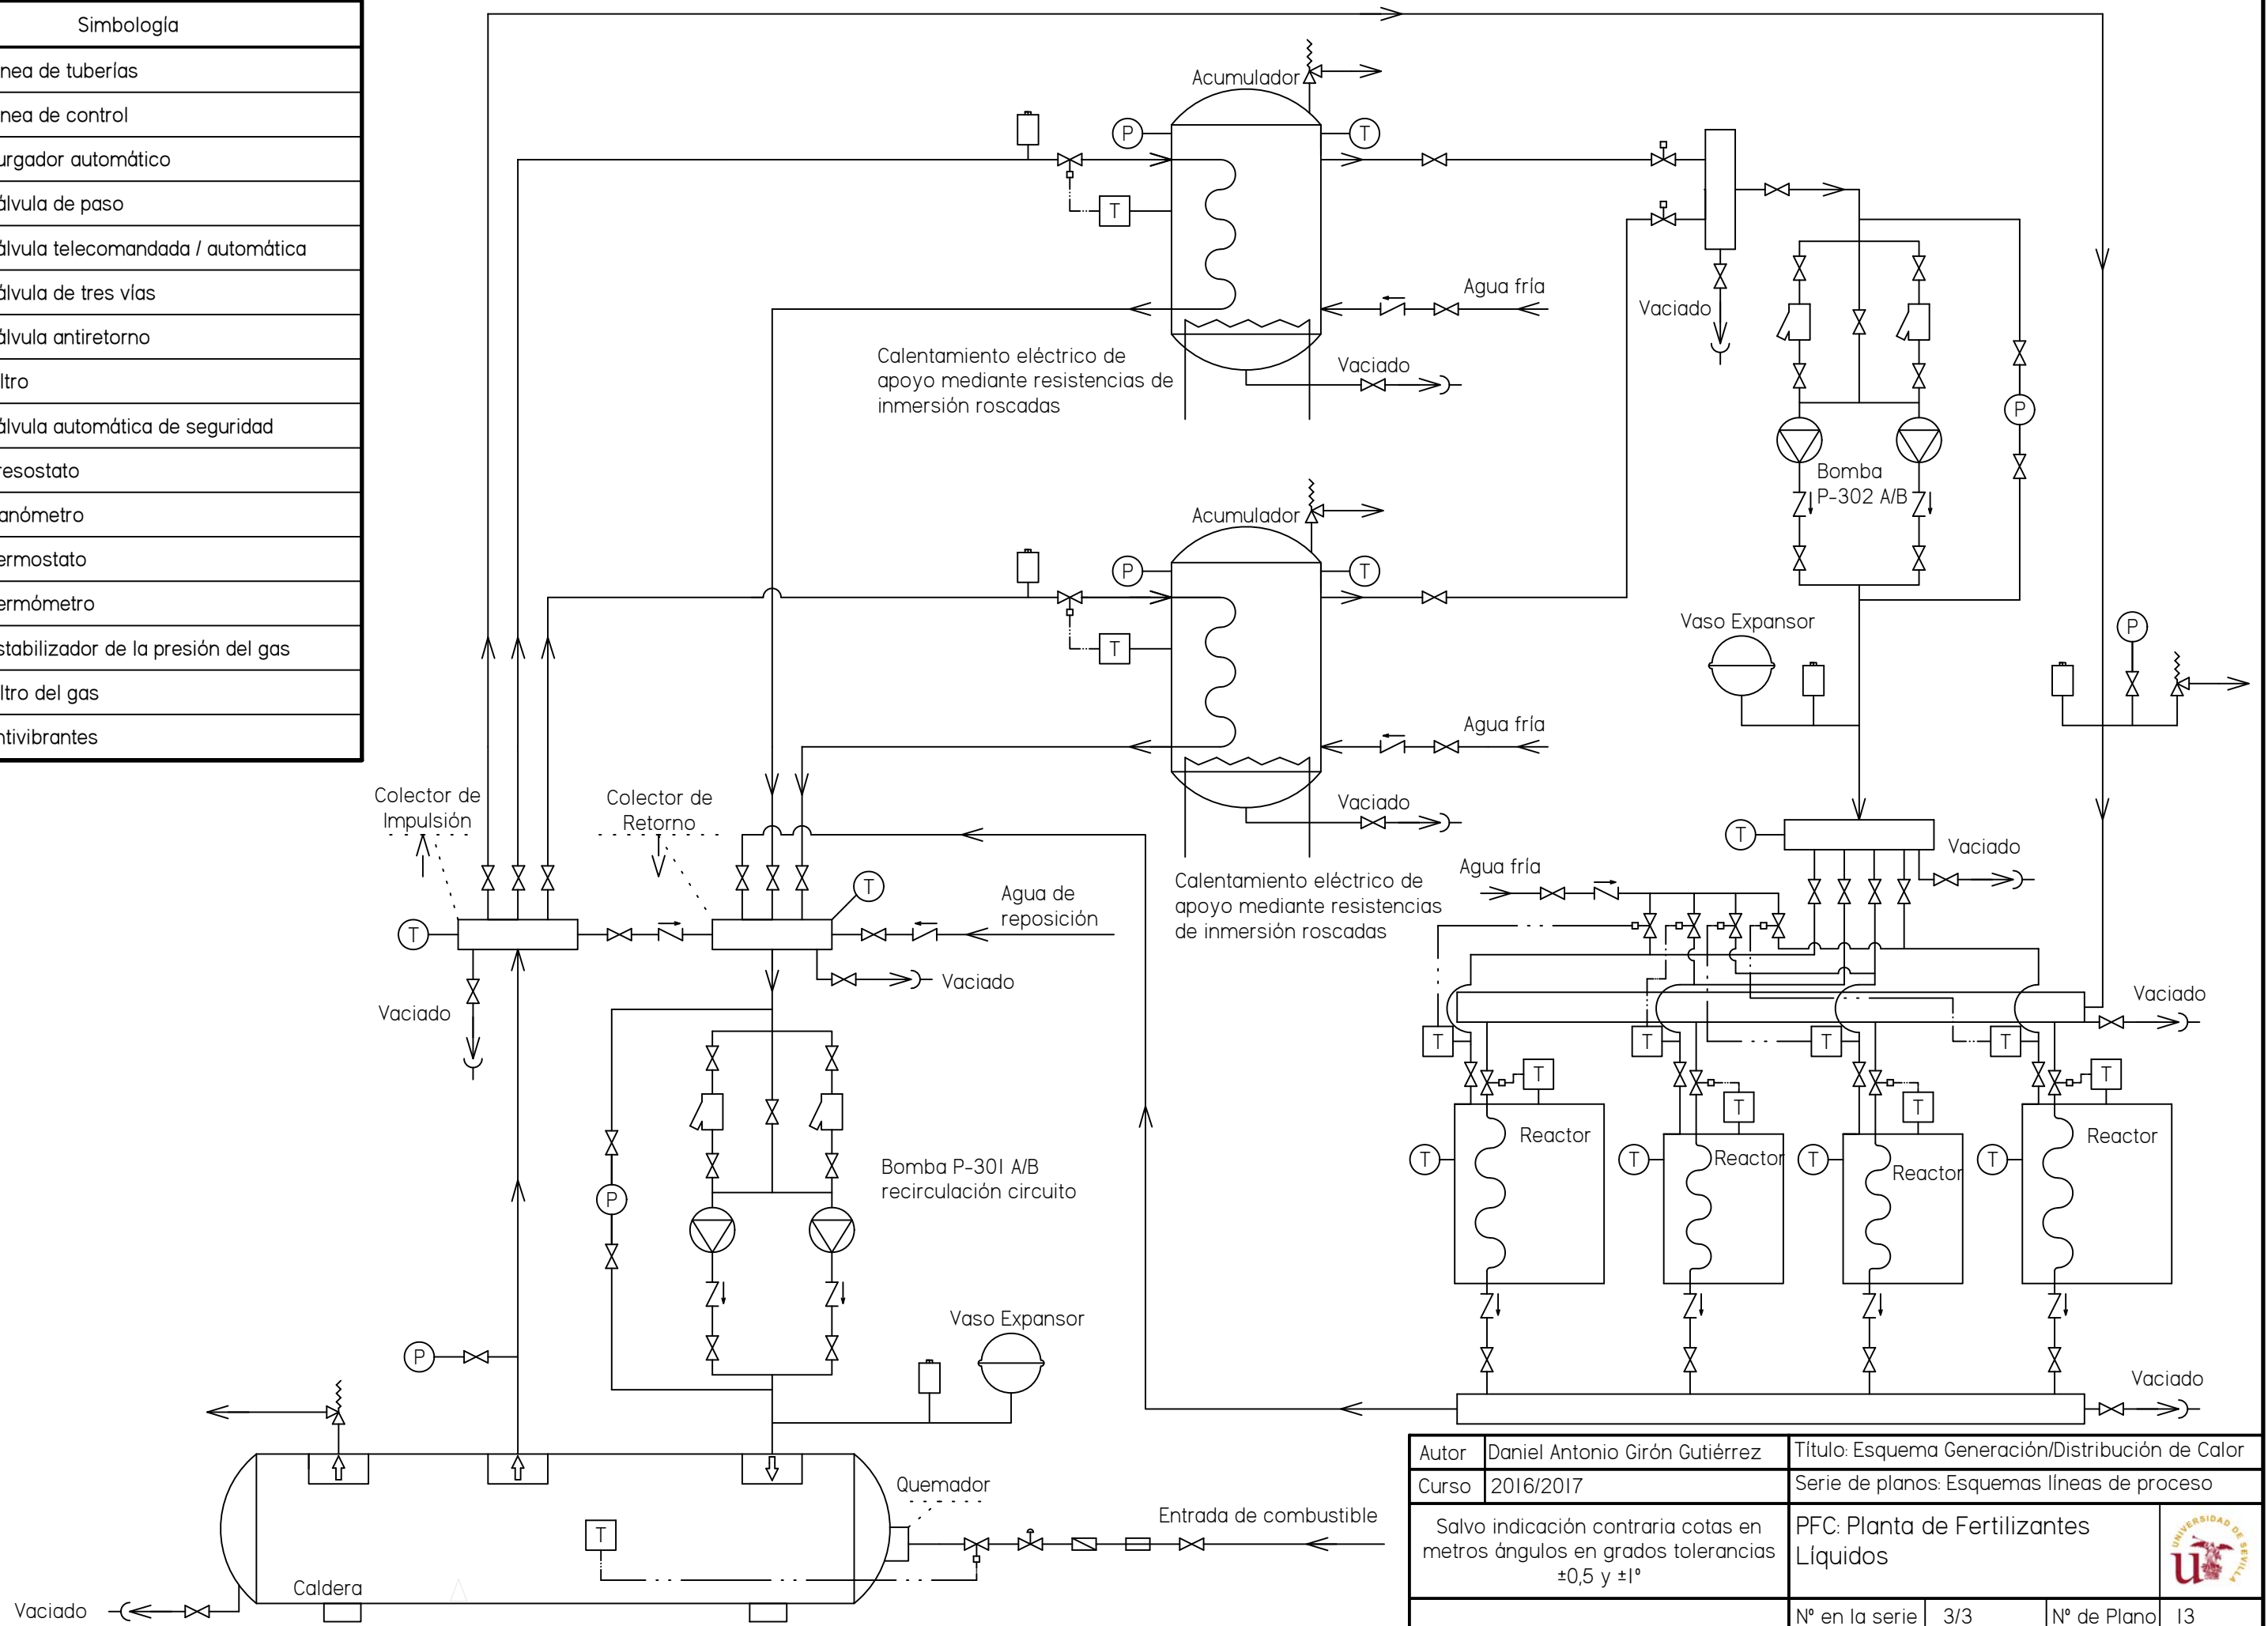 Simbología
nea de tuberías
nea de control
urgador automático
álvula de paso
álvula telecomandada / automática
álvula de tres vías
álvula antiretorno
ltro
álvula automática de seguridad
resostato
anómetro
ermostato
ermómetro
stabilizador de la presión del gas
ltro del gas
ntivibrantes
Acumulador
P
T
T
Agua fría
Vaciado
Calentamiento eléctrico de
apoyo mediante resistencias de
inmersión roscadas
Vaciado
P
Bomba
P-302 A/B
Acumulador
P
T
T
Agua fría
Vaciado
Calentamiento eléctrico de
apoyo mediante resistencias
de inmersión roscadas
Vaso Expansor
P
T
Vaciado
Agua fría
Vaciado
Colector de
Impulsión
Colector de
Retorno
T
T
Agua de
reposición
Vaciado
Vaciado
T
T
T
T
T
T
T
T
T
T
T
T
Reactor
Reactor
Reactor
Reactor
P
Bomba P-301 A/B
recirculación circuito
P
Vaso Expansor
Vaciado
Quemador
Entrada de combustible
T
Caldera
Vaciado
Autor
Daniel Antonio Girón Gutiérrez
Título: Esquema Generación/Distribución de Calor
Curso
2016/2017
Serie de planos: Esquemas líneas de proceso
Salvo indicación contraria cotas en
metros ángulos en grados tolerancias
±0,5 y ±1°
PFC: Planta de Fertilizantes
Líquidos
UNIVERSIDAD DE SEVILLA
Nº en la serie
3/3
Nº de Plano
13